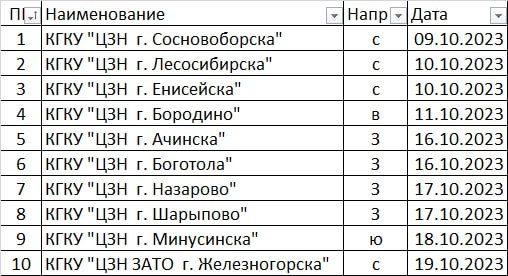 ПП Наименование Напр Дата
1 КГКУ "ЦЗН г. Сосновоборска" с 09.10.2023
2 КГКУ "ЦЗН г. Лесосибирска" с 10.10.2023
3 КГКУ "ЦЗН г. Енисейска" с 10.10.2023
4 КГКУ "ЦЗН г. Бородино" в 11.10.2023
5 КГКУ "ЦЗН г. Ачинска" З 16.10.2023
6 КГКУ "ЦЗН г. Боготола" З 16.10.2023
7 КГКУ "ЦЗН г. Назарово" З 17.10.2023
8 КГКУ "ЦЗН г. Шарыпово" З 17.10.2023
9 КГКУ "ЦЗН г. Минусинска" ю 18.10.2023
10 КГКУ "ЦЗН ЗАТО г. Железногорска" с 19.10.2023